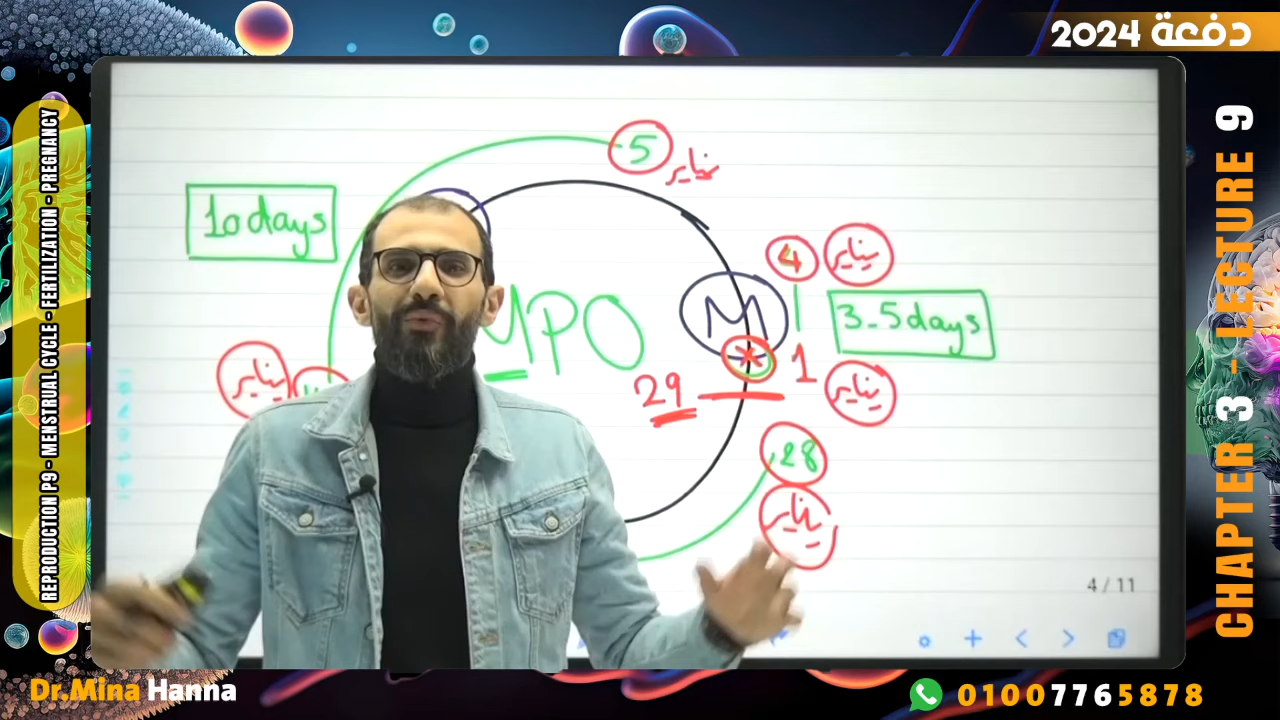 دفعة 2024
REPRODUCTION P9 - MENSTRUAL CYCLE - FERTILIZATION - PREGNANCY
CHAPTER 3 - LECTURE 9
5
يناير
10 days
4
يناير
M
3-5 days
MPO
يناير
29
1
يناير
28
يناير
4 / 11
Dr.Mina Hanna
01007765878